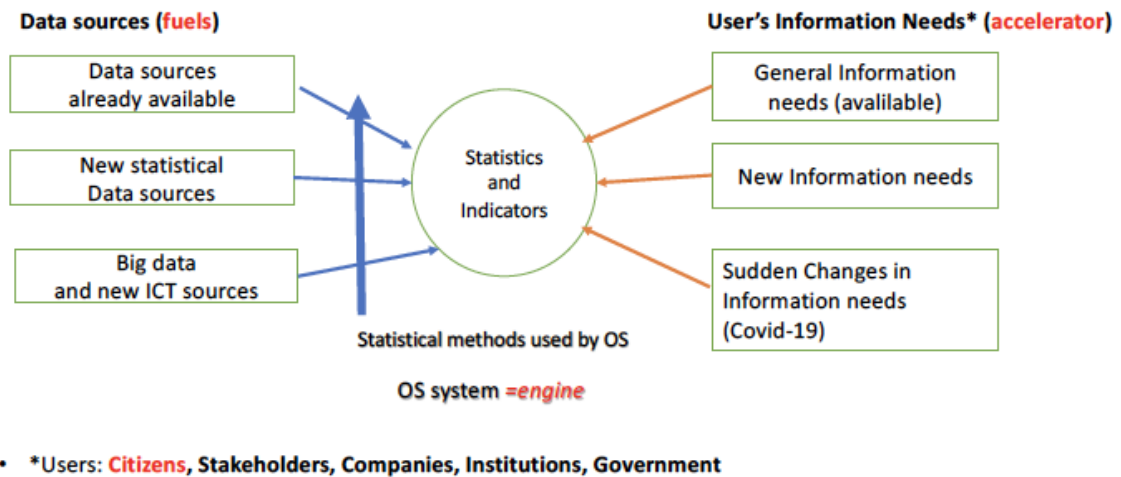 Data sources (fuels)
User's Information Needs* (accelerator)
Data sources
already available
New statistical
Data sources
Big data
and new ICT sources
Statistics
and
Indicators
General Information
needs (avalilable)
New Information needs
Sudden Changes in
Information needs
(Covid-19)
Statistical methods used by OS
OS system =engine
• *Users: Citizens, Stakeholders, Companies, Institutions, Government